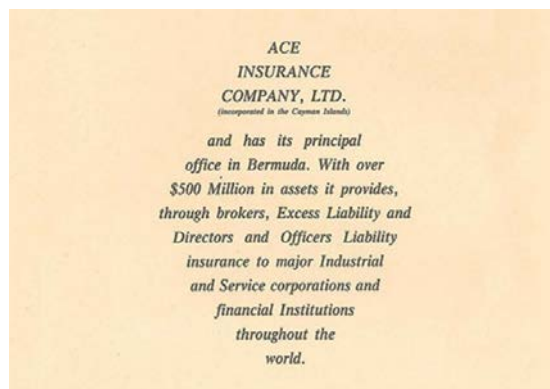 ACE
INSURANCE
COMPANY, LTD.
(incorporated in the Cayman Islands)
and has its principal
office in Bermuda. With over
$500 Million in assets it provides,
through brokers, Excess Liability and
Directors and Officers Liability
insurance to major Industrial
and Service corporations and
financial Institutions
throughout the
world.